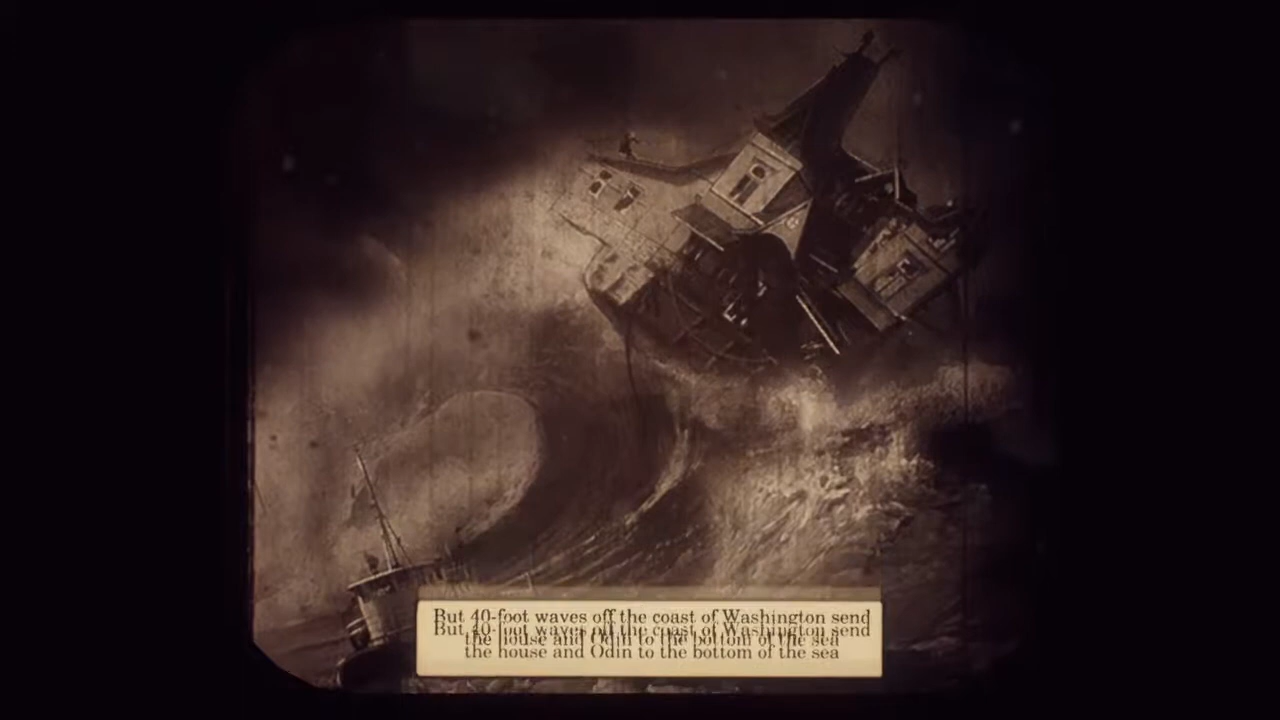 But 40-foot waves off the coast of Washington send
the house and Odin to the bottom of the sea